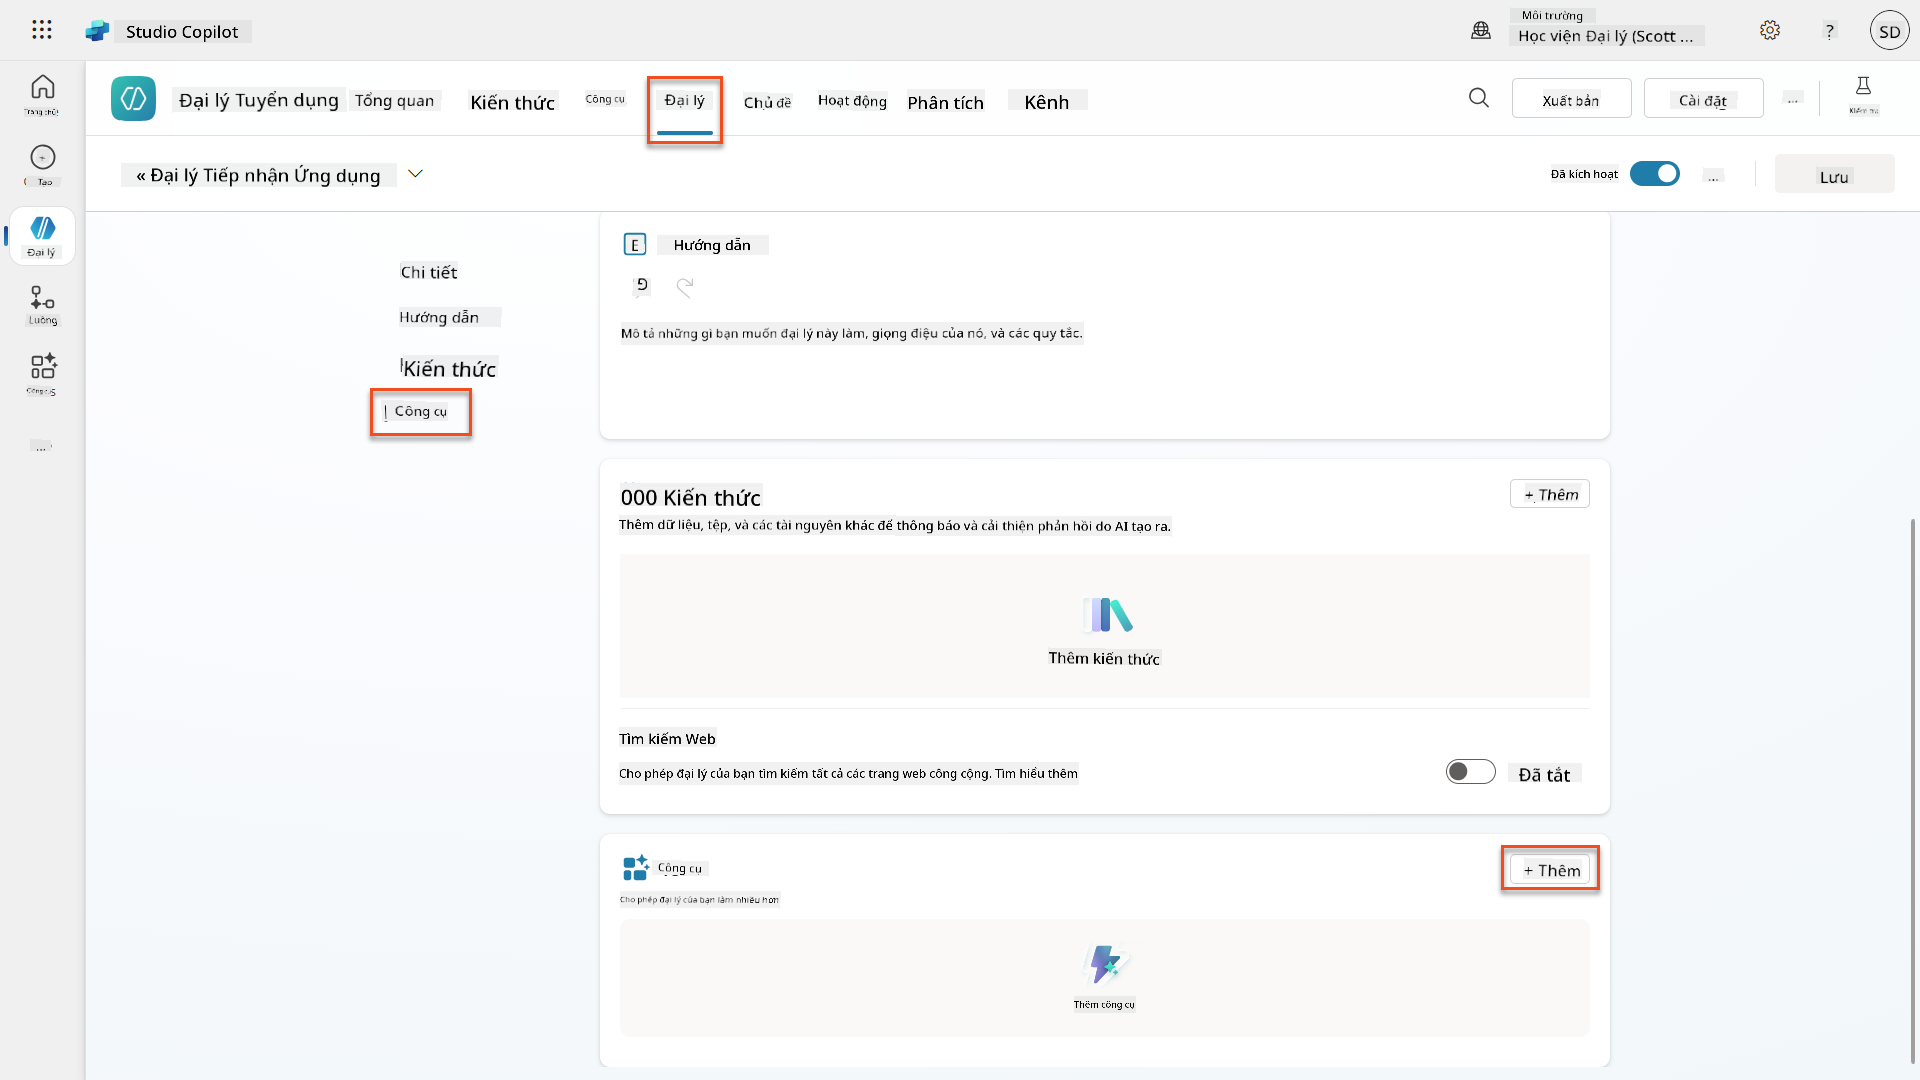 Studio Copilot
Môi trường
Học viện Đại lý (Scott ...
?
SD
Trang chủ
Tạo
Đại lý
Luồng
Công cụ
...
Đại lý Tuyển dụng
Tổng quan
Kiến thức
Công cụ
Đại lý
Chủ đề
Hoạt động
Phân tích
Kênh
Xuất bản
Cài đặt
...
Kiểm tra
« Đại lý Tiếp nhận Ứng dụng
Đã kích hoạt
...
Lưu
Chi tiết
Hướng dẫn
Kiến thức
Công cụ
E Hướng dẫn
Mô tả những gì bạn muốn đại lý này làm, giọng điệu của nó, và các quy tắc.
000 Kiến thức
+ Thêm
Thêm dữ liệu, tệp, và các tài nguyên khác để thông báo và cải thiện phản hồi do AI tạo ra.
Thêm kiến thức
Tìm kiếm Web
Cho phép đại lý của bạn tìm kiếm tất cả các trang web công cộng. Tìm hiểu thêm
Đã tắt
Công cụ
+ Thêm
Cho phép đại lý của bạn làm nhiều hơn
Thêm công cụ